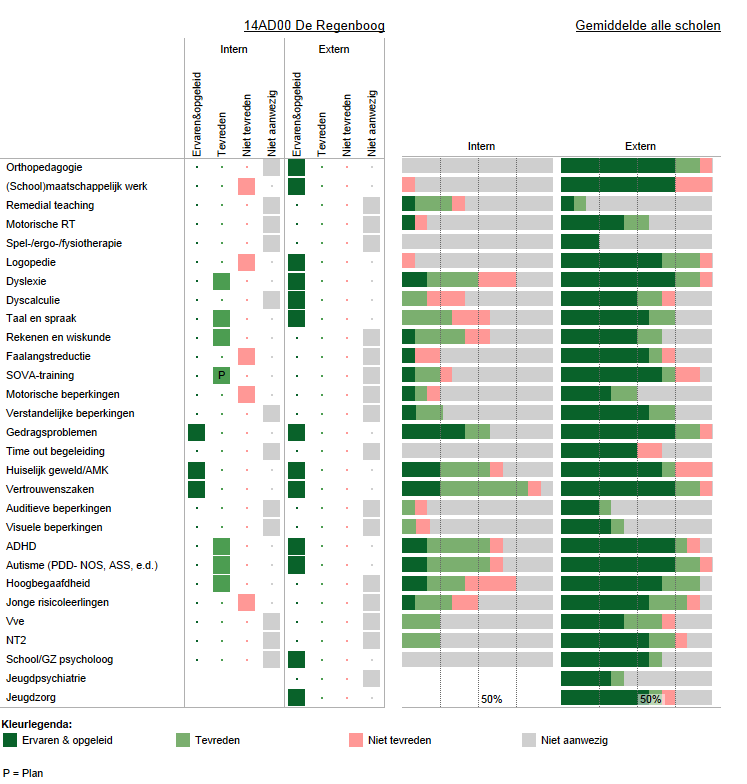 14AD00 De Regenboog
Gemiddelde alle scholen
Intern
Extern
Ervaren&opgeleid
Tevreden
Niet tevreden
Niet aanwezig
Ervaren&opgeleid
Tevreden
Niet tevreden
Niet aanwezig
Intern
Extern
Orthopedagogie
(School)maatschappelijk werk
Remedial teaching
Motorische RT
Spel-/ergo-/fysiotherapie
Logopedie
Dyslexie
Dyscalculie
Taal en spraak
Rekenen en wiskunde
Faalangstreductie
SOVA-training
P
Motorische beperkingen
Verstandelijke beperkingen
Gedragsproblemen
Time out begeleiding
Huiselijk geweld/AMK
Vertrouwenszaken
Auditieve beperkingen
Visuele beperkingen
ADHD
Autisme (PDD- NOS, ASS, e.d.)
Hoogbegaafdheid
Jonge risicoleerlingen
Vve
NT2
School/GZ psycholoog
Jeugdpsychiatrie
Jeugdzorg
50%
50%
Kleurlegenda:
Ervaren & opgeleid
Tevreden
Niet tevreden
Niet aanwezig
P = Plan